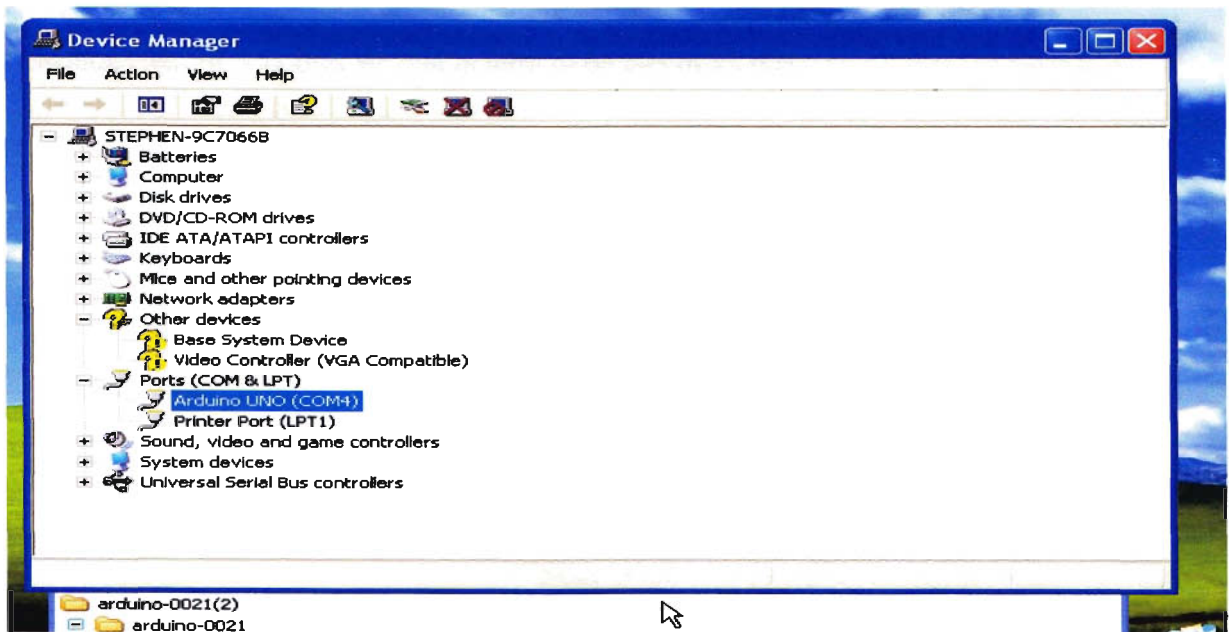 Device Manager
File Action View Help
STEPHEN-9C7066B
Batteries
Computer
Disk drives
DVD/CD-ROM drives
IDE ATA/ATAPI controllers
Keyboards
Mice and other pointing devices
Network adapters
Other devices
Base System Device
Video Controller (VGA Compatible)
Ports (COM & LPT)
Arduino UNO (COM4)
Printer Port (LPT1)
Sound, video and game controllers
System devices
Universal Serial Bus controllers
arduino-0021(2)
arduino-0021